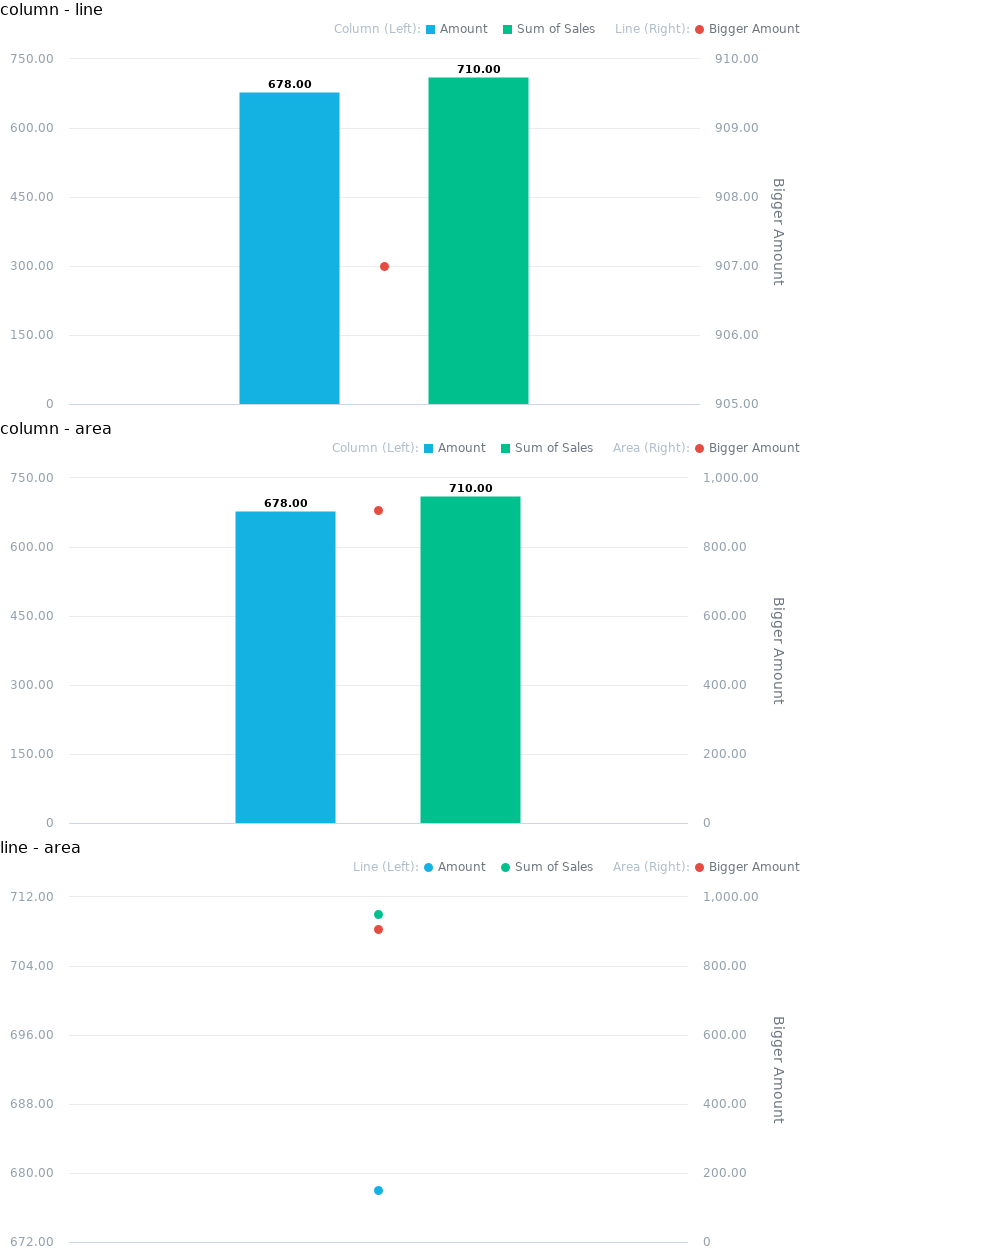 column - line
Column (Left): Amount Sum of Sales Line (Right): Bigger Amount
750.00 910.00
710.00
678.00
600.00 909.00
450.00 908.00
Bigger Amount
300.00 907.00
150.00 906.00
0 905.00
column - area
Column (Left): Amount Sum of Sales Area (Right): Bigger Amount
750.00 1,000.00
710.00
678.00
600.00 800.00
450.00 600.00
Bigger Amount
300.00 400.00
150.00 200.00
0 0
line - area
Line (Left): Amount Sum of Sales Area (Right): Bigger Amount
712.00 1,000.00
704.00 800.00
696.00 600.00
Bigger Amount
688.00 400.00
680.00 200.00
672.00 0